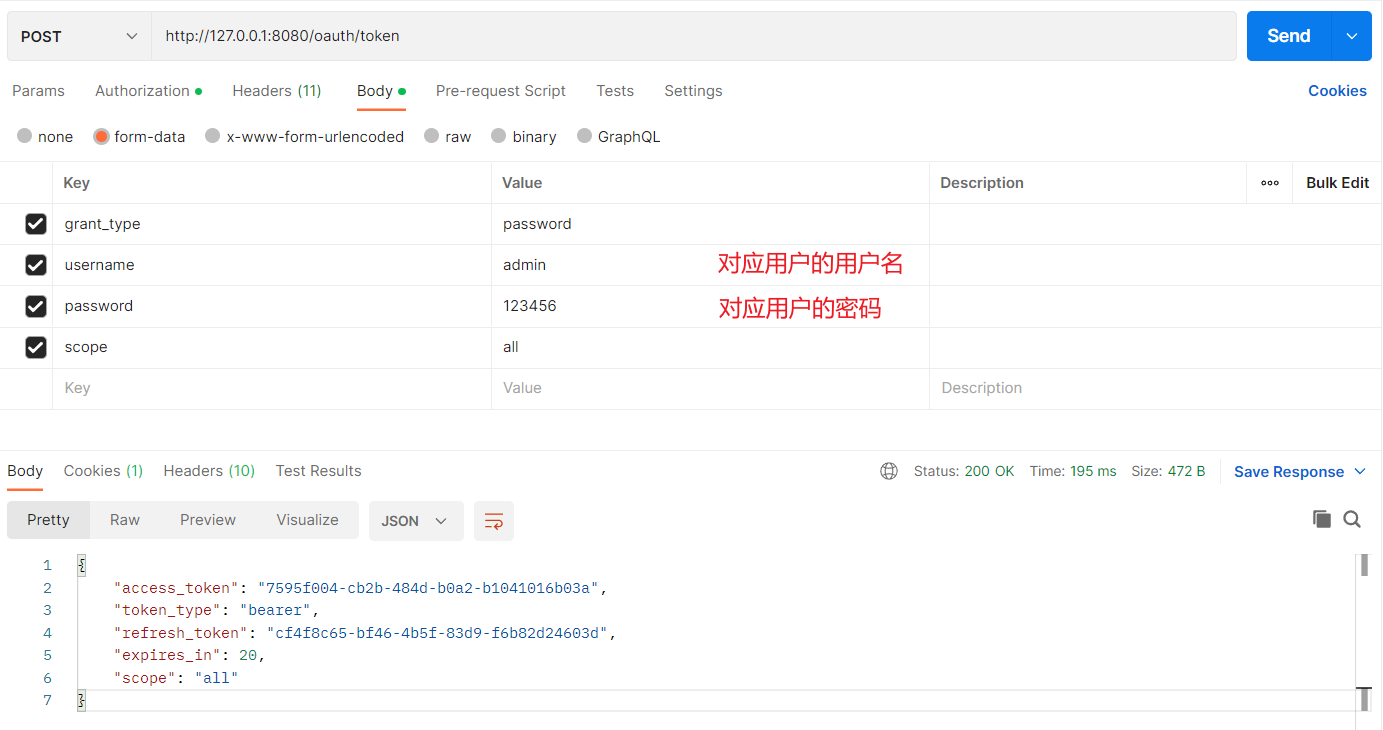 POST http://127.0.0.1:8080/oauth/token Send
Params Authorization Headers (11) Body Pre-request Script Tests Settings Cookies
none form-data x-www-form-urlencoded raw binary GraphQL
Key Value Description Bulk Edit
grant_type password
username admin 对应用户的用户名
password 123456 对应用户的密码
scope all
Key Value Description
Body Cookies (1) Headers (10) Test Results Status: 200 OK Time: 195 ms Size: 472 B Save Response
Pretty Raw Preview Visualize JSON
1 {
2 "access_token": "7595f004-cb2b-484d-b0a2-b1041016b03a",
3 "token_type": "bearer",
4 "refresh_token": "cf4f8c65-bf46-4b5f-83d9-f6b82d24603d",
5 "expires_in": 20,
6 "scope": "all"
7 }